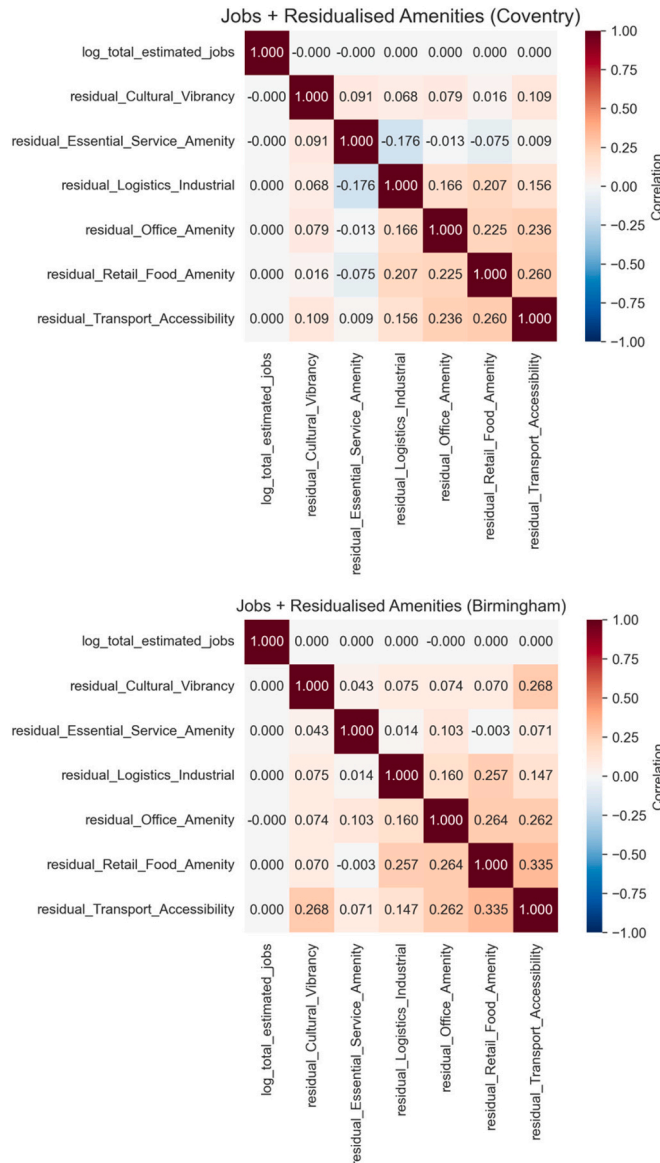 Jobs + Residualised Amenities (Coventry)
log_total_estimated_jobs 1.000 -0.000 -0.000 0.000 0.000 0.000 0.000
residual_Cultural_Vibrancy -0.000 1.000 0.091 0.068 0.079 0.016 0.109
residual_Essential_Service_Amenity -0.000 0.091 1.000 -0.176 -0.013 -0.075 0.009
residual_Logistics_Industrial 0.000 0.068 -0.176 1.000 0.166 0.207 0.156
residual_Office_Amenity 0.000 0.079 -0.013 0.166 1.000 0.225 0.236
residual_Retail_Food_Amenity 0.000 0.016 -0.075 0.207 0.225 1.000 0.260
residual_Transport_Accessibility 0.000 0.109 0.009 0.156 0.236 0.260 1.000
log_total_estimated_jobs
residual_Cultural_Vibrancy
residual_Essential_Service_Amenity
residual_Logistics_Industrial
residual_Office_Amenity
residual_Retail_Food_Amenity
residual_Transport_Accessibility
1.00
0.75
0.50
0.25
0.00
−0.25
−0.50
−0.75
−1.00
Correlation
Jobs + Residualised Amenities (Birmingham)
log_total_estimated_jobs 1.000 0.000 0.000 0.000 -0.000 0.000 0.000
residual_Cultural_Vibrancy 0.000 1.000 0.043 0.075 0.074 0.070 0.268
residual_Essential_Service_Amenity 0.000 0.043 1.000 0.014 0.103 -0.003 0.071
residual_Logistics_Industrial 0.000 0.075 0.014 1.000 0.160 0.257 0.147
residual_Office_Amenity -0.000 0.074 0.103 0.160 1.000 0.264 0.262
residual_Retail_Food_Amenity 0.000 0.070 -0.003 0.257 0.264 1.000 0.335
residual_Transport_Accessibility 0.000 0.268 0.071 0.147 0.262 0.335 1.000
log_total_estimated_jobs
residual_Cultural_Vibrancy
residual_Essential_Service_Amenity
residual_Logistics_Industrial
residual_Office_Amenity
residual_Retail_Food_Amenity
residual_Transport_Accessibility
1.00
0.75
0.50
0.25
0.00
−0.25
−0.50
−0.75
−1.00
Correlation